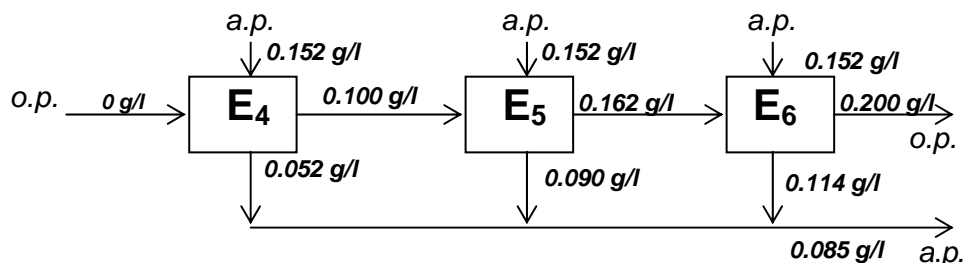 a.p. a.p. a.p.
0.152 g/l 0.152 g/l 0.152 g/l
o.p. 0 g/l E₄ 0.100 g/l E₅ 0.162 g/l E₆ 0.200 g/l
o.p.
0.052 g/l 0.090 g/l 0.114 g/l
0.085 g/l a.p.